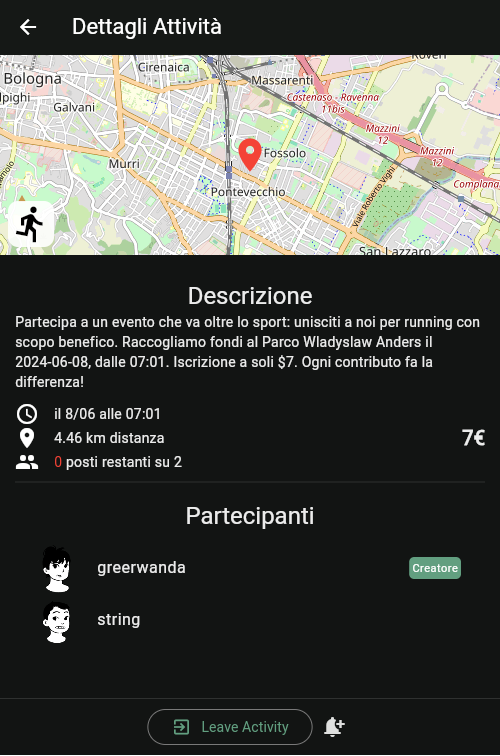 Dettagli Attività
Cirenaica
Roveri
Massarenti
Bologna
Castenaso - Ravenna
11bis
Galvani
Mazzini
12
Fossolo
Mazzini
12
Murri
Pontevecchio
Complana
Viale Roberto Vighi
San Lazzaro
Descrizione
Partecipa a un evento che va oltre lo sport: unisciti a noi per running con
scopo benefico. Raccogliamo fondi al Parco Wladyslaw Anders il
2024-06-08, dalle 07:01. Iscrizione a soli $7. Ogni contributo fa la
differenza!
il 8/06 alle 07:01
4.46 km distanza
7€
0 posti restanti su 2
Partecipanti
greerwanda
Creatore
string
Leave Activity